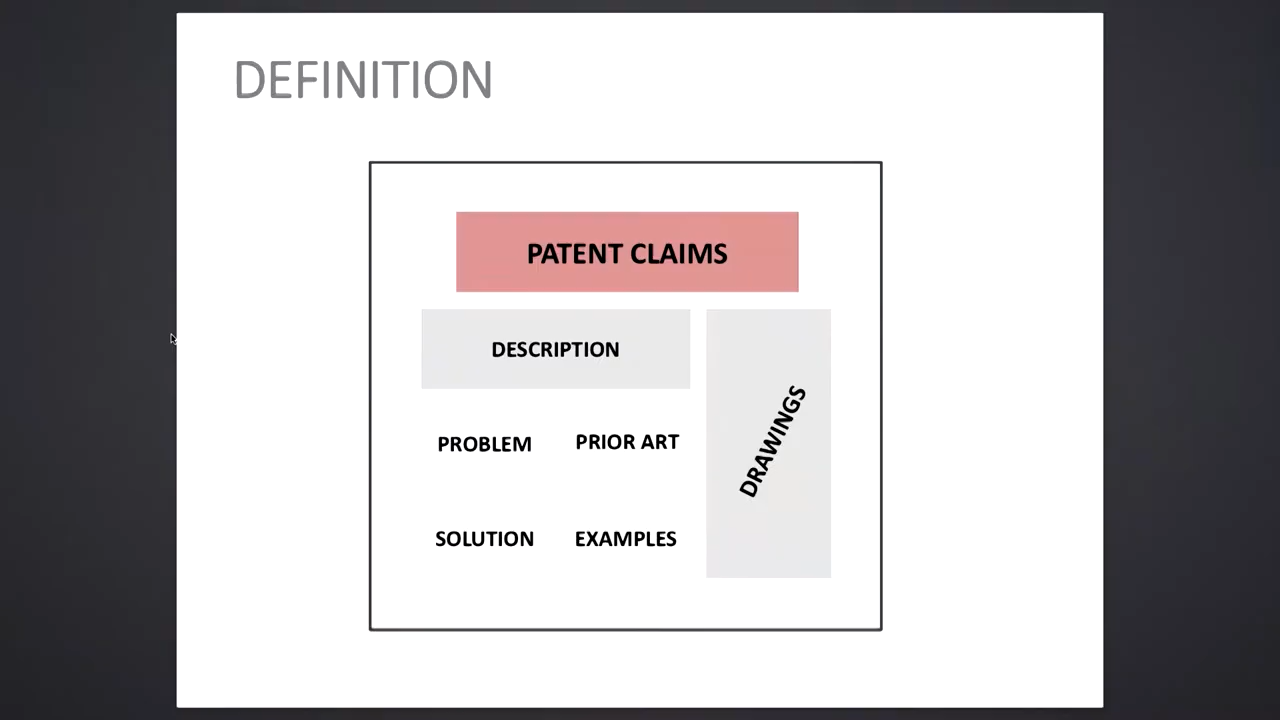 DEFINITION
PATENT CLAIMS
DESCRIPTION
PROBLEM
PRIOR ART
SOLUTION
EXAMPLES
DRAWINGS